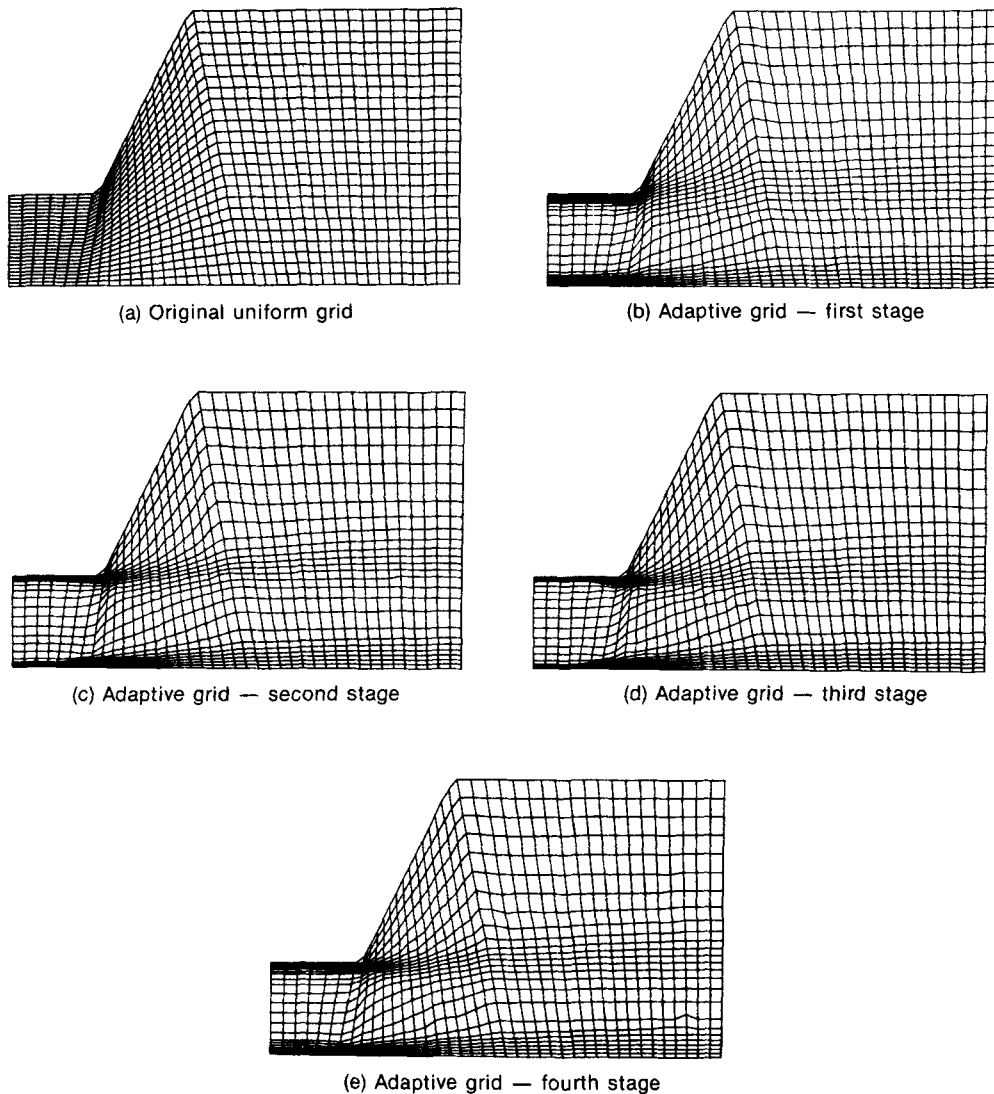 (a) Original uniform grid
(b) Adaptive grid — first stage
(c) Adaptive grid — second stage
(d) Adaptive grid — third stage
(e) Adaptive grid — fourth stage